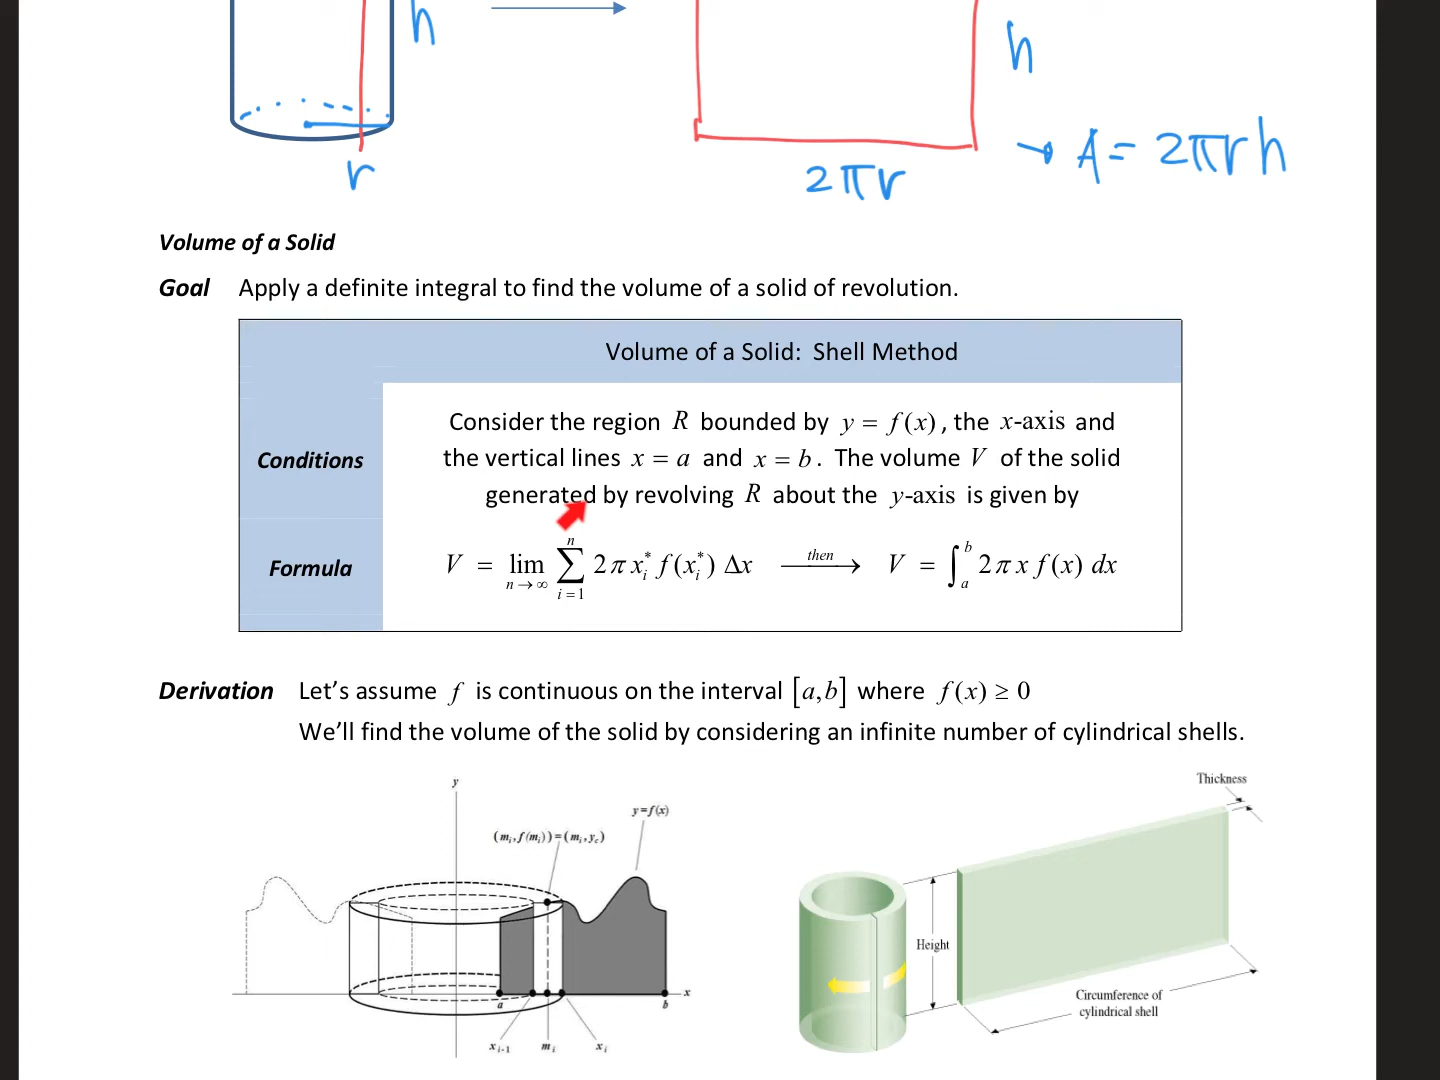 h
h
r
2πr
→ A = 2πrh
Volume of a Solid
Goal Apply a definite integral to find the volume of a solid of revolution.
Volume of a Solid: Shell Method
Conditions
Consider the region R bounded by y = f(x), the x-axis and
the vertical lines x = a and x = b. The volume V of the solid
generated by revolving R about the y-axis is given by
Formula
V = lim n→∞ ∑ i=1 n 2π x_i^* f(x_i^*) Δx then → V = ∫_a^b 2π x f(x) dx
Derivation Let’s assume f is continuous on the interval [a,b] where f(x) ≥ 0
We’ll find the volume of the solid by considering an infinite number of cylindrical shells.
y
y=f(x)
(m_i, f(m_i))=(m_i, y_c)
a
b
x
x_{i-1}
m_i
x_i
Thickness
Height
Circumference of
cylindrical shell